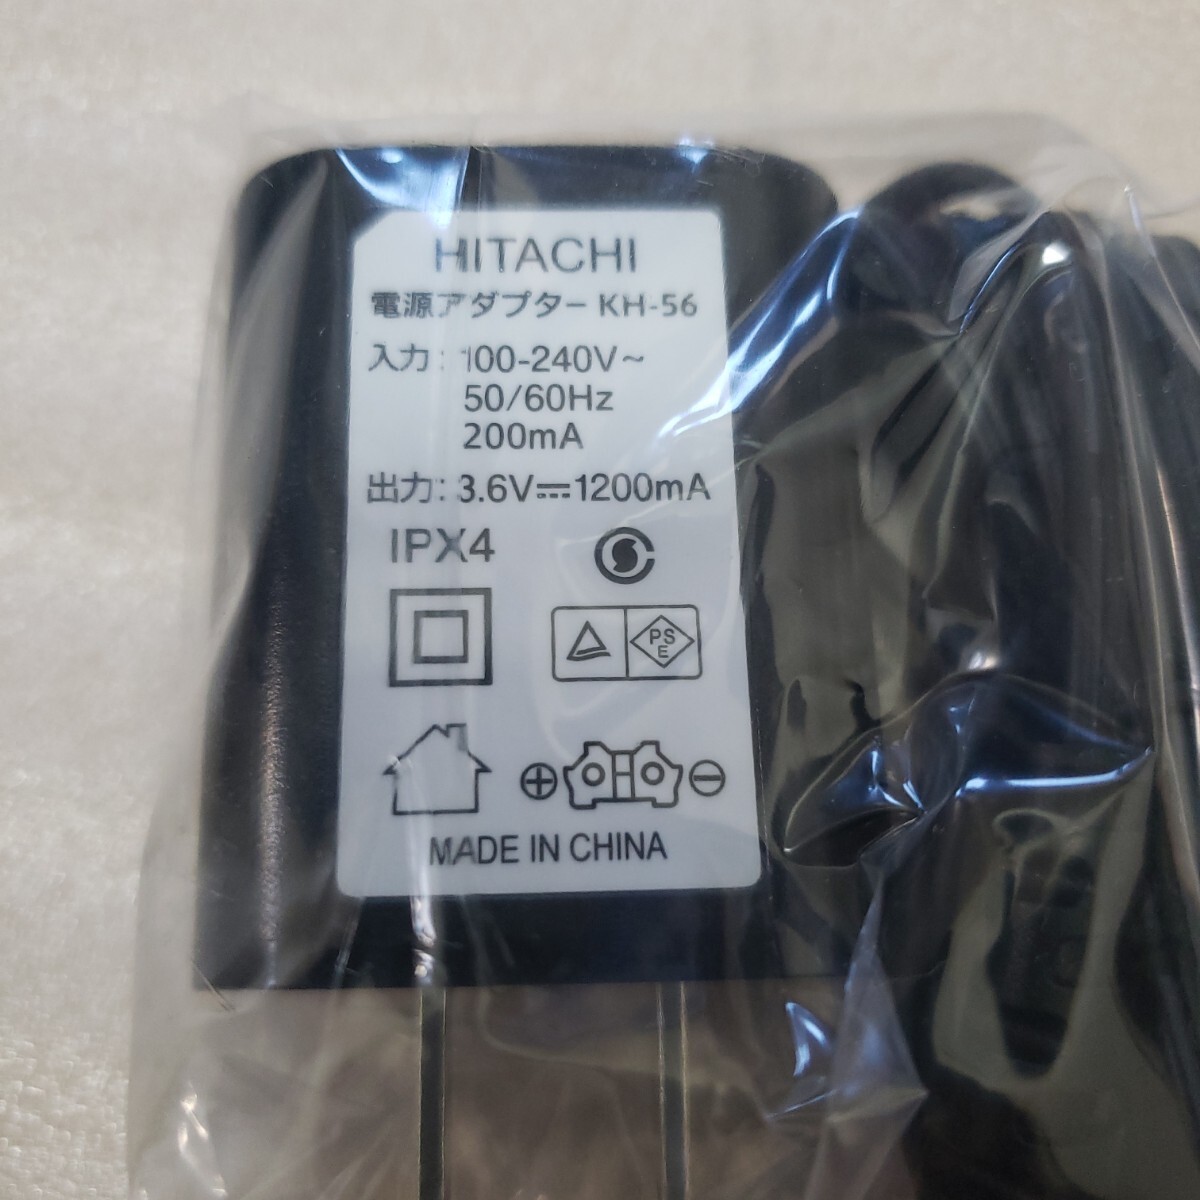 HITACHI
電源アダプター KH-56
入力: 100-240V～
50/60Hz
200mA
出力: 3.6V⎓1200mA
IPX4
PS
E
MADE IN CHINA